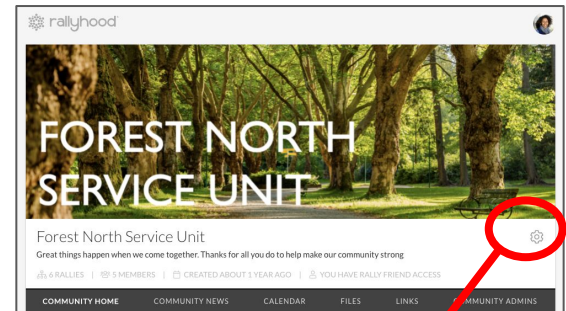 rallyhood
FOREST NORTH
SERVICE UNIT
Forest North Service Unit
Great things happen when we come together. Thanks for all you do to help make our community strong
6 RALLIES | 5 MEMBERS | CREATED ABOUT 1 YEAR AGO | YOU HAVE RALLY FRIEND ACCESS
COMMUNITY HOME COMMUNITY NEWS CALENDAR FILES LINKS COMMUNITY ADMINS